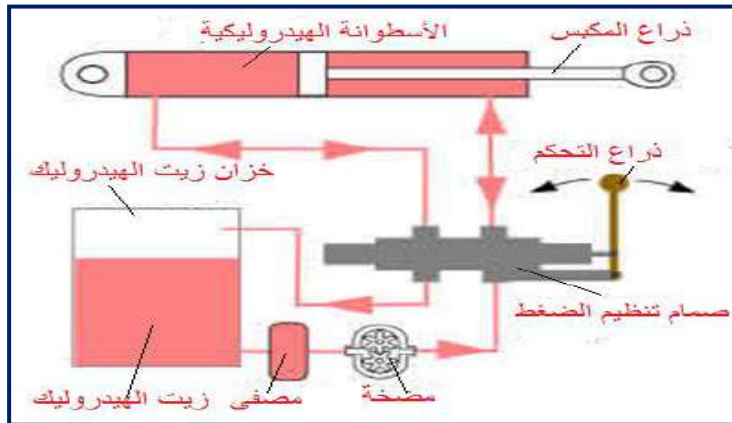 ذراع المكبس
الأسطوانة الهيدروليكية
ذراع التحكم
خزان زيت الهيدروليك
صمام تنظيم الضغط
زيت الهيدروليك
مصفى
مضخة